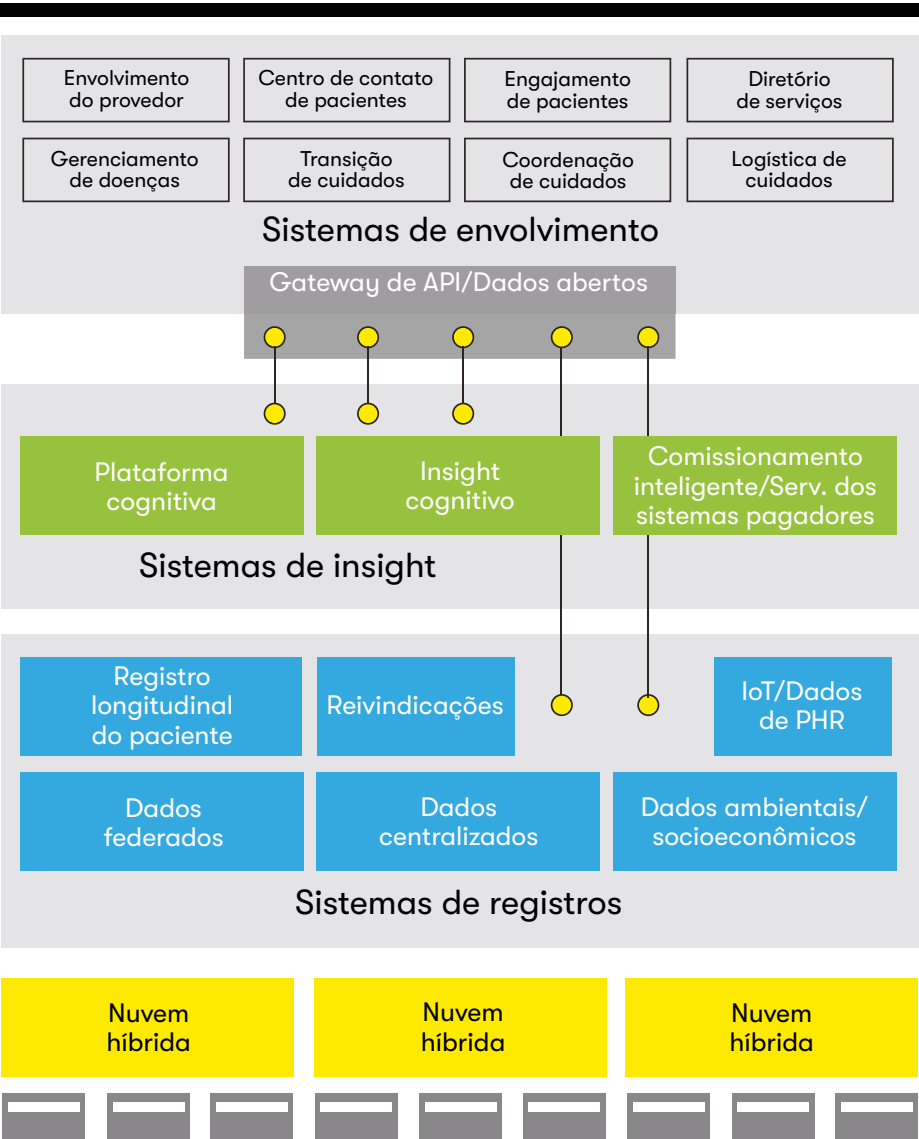 Envolvimento
do provedor
Centro de contato
de pacientes
Engajamento
de pacientes
Diretório
de serviços
Gerenciamento
de doenças
Transição
de cuidados
Coordenação
de cuidados
Logística de
cuidados
Sistemas de envolvimento
Gateway de API/Dados abertos
Plataforma
cognitiva
Insight
cognitivo
Comissionamento
inteligente/Serv. dos
sistemas pagadores
Sistemas de insight
Registro
longitudinal
do paciente
Reivindicações
IoT/Dados
de PHR
Dados
federados
Dados
centralizados
Dados ambientais/
socioeconômicos
Sistemas de registros
Nuvem
híbrida
Nuvem
híbrida
Nuvem
híbrida